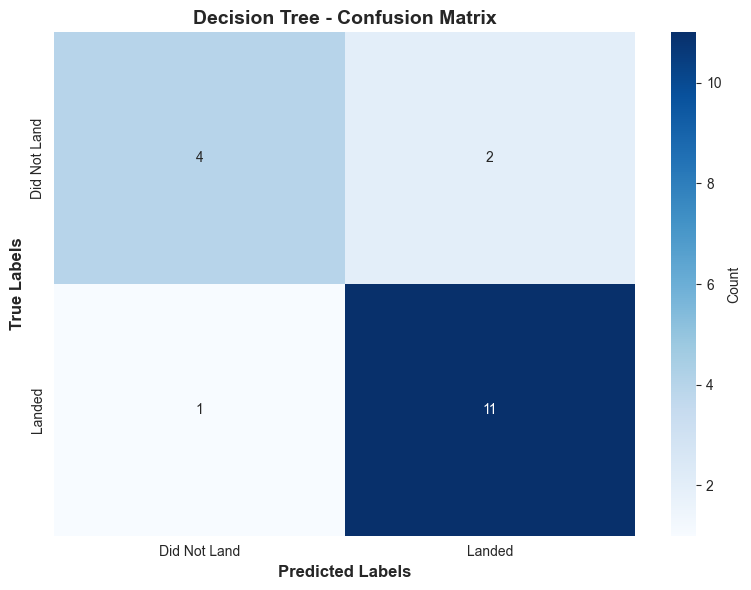 Decision Tree - Confusion Matrix
True Labels
Did Not Land
Landed
4
2
1
11
Did Not Land
Landed
Predicted Labels
10
8
6
4
2
Count